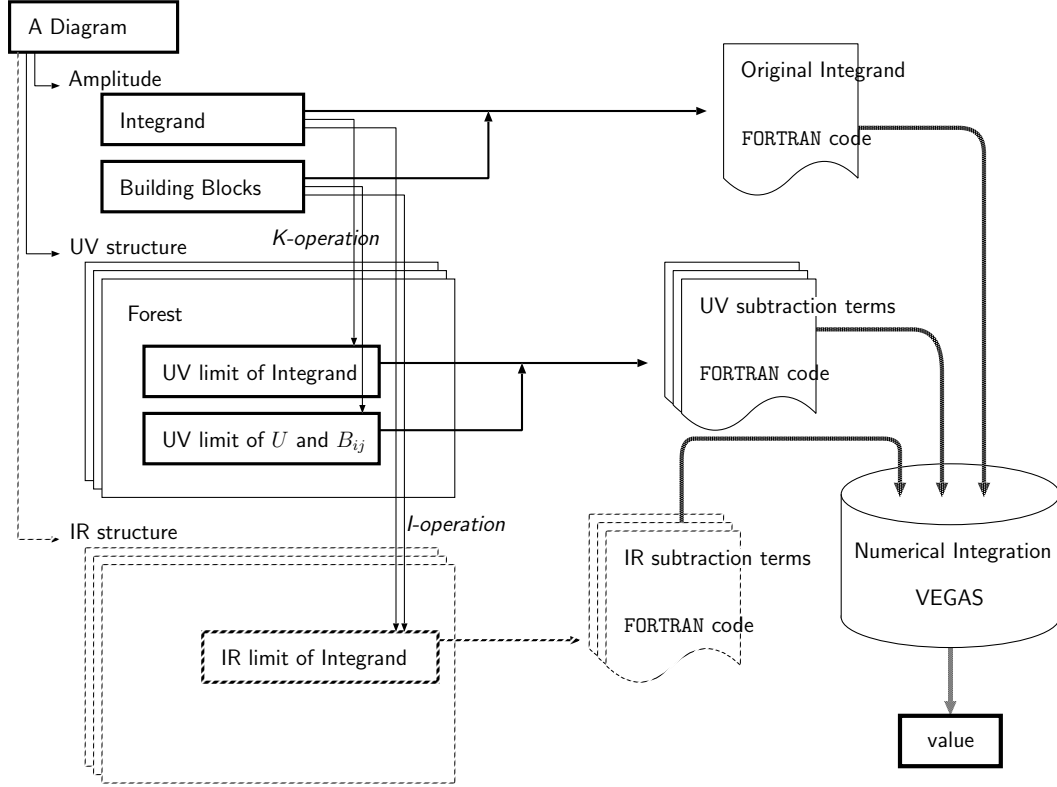 A Diagram
Amplitude
Integrand
Building Blocks
Original Integrand
FORTRAN code
K-operation
UV structure
Forest
UV limit of Integrand
UV limit of U and B_{ij}
UV subtraction terms
FORTRAN code
I-operation
IR structure
IR limit of Integrand
IR subtraction terms
FORTRAN code
Numerical Integration
VEGAS
value